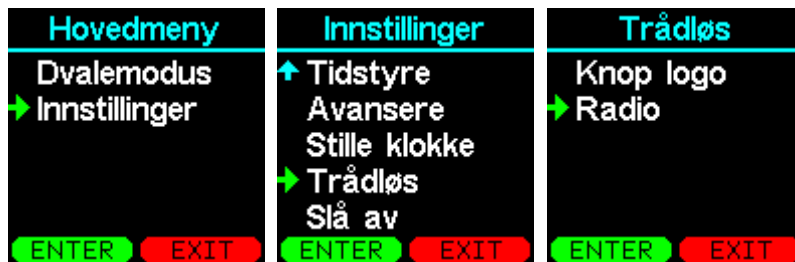 Hovedmeny
Dvalemodus
Innstillinger
ENTER EXIT
Innstillinger
Tidstyre
Avansere
Stille klokke
Trådløs
Slå av
ENTER EXIT
Trådløs
Knop logo
Radio
ENTER EXIT